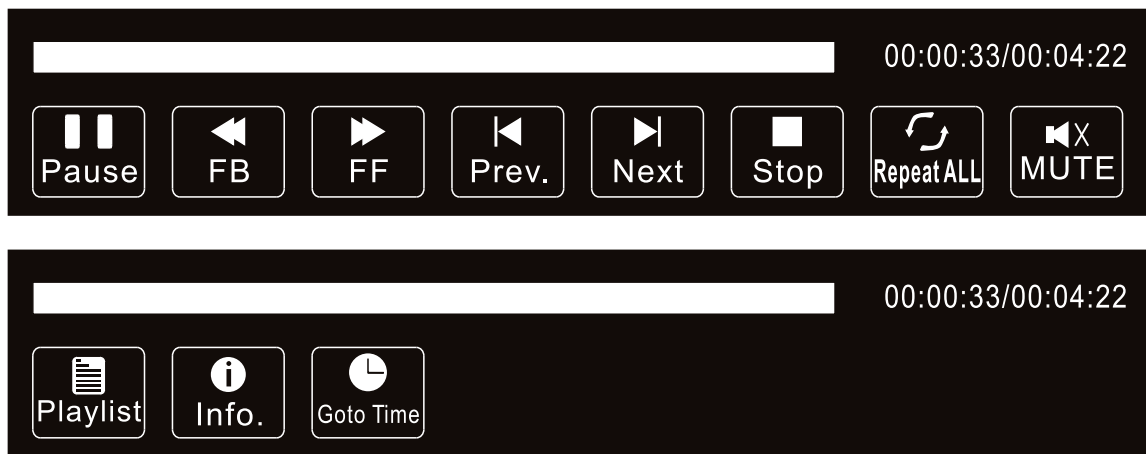 00:00:33/00:04:22
Pause FB FF Prev. Next Stop Repeat ALL MUTE
00:00:33/00:04:22
Playlist Info. Goto Time